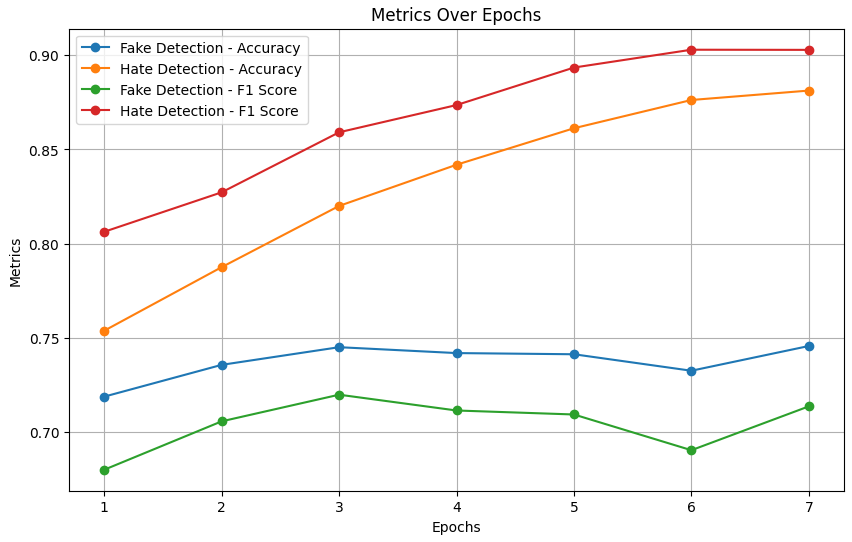 Metrics Over Epochs
Fake Detection - Accuracy
Hate Detection - Accuracy
Fake Detection - F1 Score
Hate Detection - F1 Score
Metrics
0.90
0.85
0.80
0.75
0.70
1 2 3 4 5 6 7
Epochs